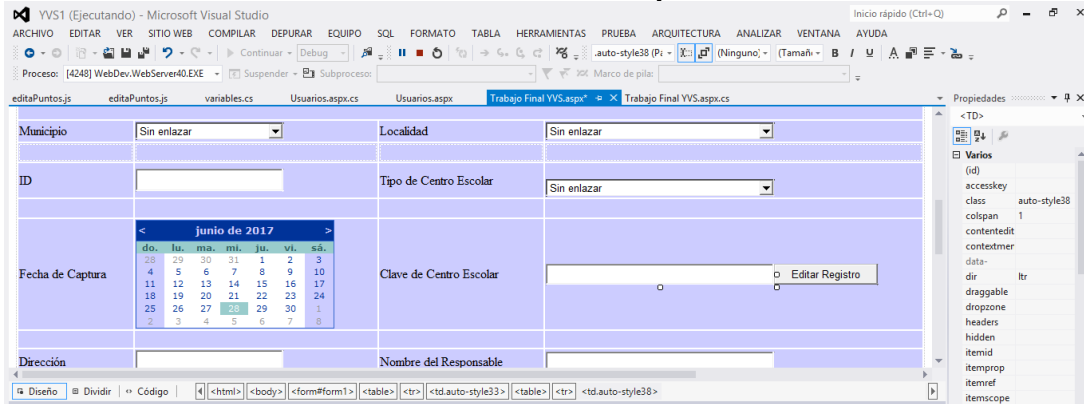 YVS1 (Ejecutando) - Microsoft Visual Studio Inicio rápido (Ctrl+Q)
ARCHIVO EDITAR VER SITIO WEB COMPILAR DEPURAR EQUIPO SQL FORMATO TABLA HERRAMIENTAS PRUEBA ARQUITECTURA ANALIZAR VENTANA AYUDA
Continuar Debug .auto-style38 (Pá (Ninguno) (Tamañ B I U A
Proceso: [4248] WebDev.WebServer40.EXE Suspender Subproceso: Marco de pila:
editaPuntos.js editaPuntos.js variables.cs Usuarios.aspx.cs Usuarios.aspx Trabajo Final YVS.aspx* Trabajo Final YVS.aspx.cs
Municipio Sin enlazar Localidad Sin enlazar
ID Tipo de Centro Escolar Sin enlazar
Fecha de Captura
< junio de 2017 >
do. lu. ma. mi. ju. vi. sá.
28 29 30 31 1 2 3
4 5 6 7 8 9 10
11 12 13 14 15 16 17
18 19 20 21 22 23 24
25 26 27 28 29 30 1
2 3 4 5 6 7 8
Clave de Centro Escolar Editar Registro
Dirección Nombre del Responsable
Diseño Dividir Código <html> <body> <form#form1> <table> <tr> <td.auto-style33> <table> <tr> <td.auto-style38>
Propiedades
<TD>
Varios
(id)
accesskey
class auto-style38
colspan 1
contentedit
contextmer
data-
dir ltr
draggable
dropzone
headers
hidden
itemid
itemprop
itemref
itemscope